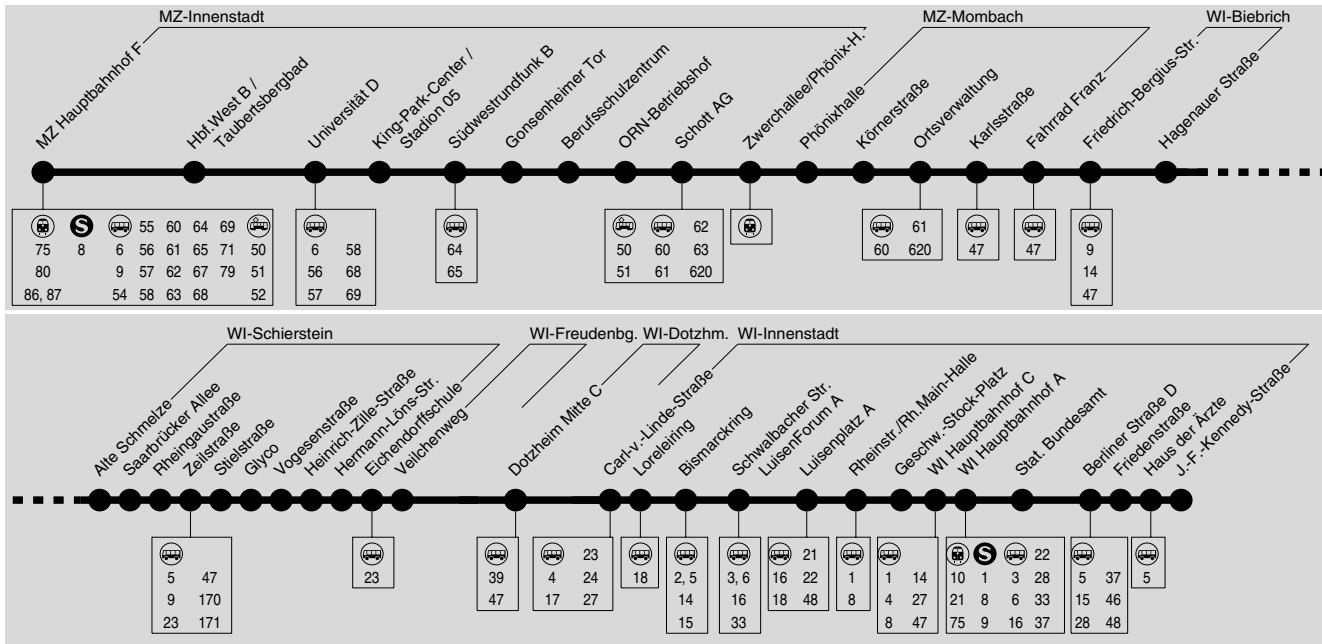 MZ-Innenstadt
MZ-Mombach
WI-Biebrich
MZ Hauptbahnhof F
Hbf.West B /
Taubertsbergbad
Universität D
King-Park-Center /
Stadion 05
Südwestrundfunk B
Gonsenheimer Tor
Berufsschulzentrum
ORN-Betriebshof
Schott AG
Zwerchallee/Phönix-H.
Phönixhalle
Körnerstraße
Ortsverwaltung
Karlsstraße
Fahrrad Franz
Friedrich-Bergius-Str.
Hagenauer Straße
S 55 60 64 69
75 8 6 56 61 65 71 50
80 9 57 62 67 79 51
86, 87 54 58 63 68 52
6 58
56 68
57 69
64
65
62
50 60 63
51 61 620
61
60 620
47
47
9
14
47
WI-Schierstein
WI-Freudenbg.
WI-Dotzhm.
WI-Innenstadt
Alte Schmelze
Saarbrücker Allee
Rheingaustraße
Zeilstraße
Stielstraße
Glyco
Vogesenstraße
Heinrich-Zille-Straße
Hermann-Löns-Str.
Eichendorffschule
Veilchenweg
Dotzheim Mitte C
Carl-v.-Linde-Straße
Loreleiring
Bismarckring
Schwalbacher Str.
LuisenForum A
Luisenplatz A
Rheinstr./Rh.Main-Halle
Geschw.-Stock-Platz
WI Hauptbahnhof C
WI Hauptbahnhof A
Stat. Bundesamt
Berliner Straße D
Friedenstraße
Haus der Ärzte
J.-F.-Kennedy-Straße
5 47
9 170
23 171
23
39
47
23
4 24
17 27
18
2, 5
14
15
3, 6
16
33
21
16 22
18 48
1
8
1 14
4 27
8 47
S 22
10 1 3 28
21 8 6 33
75 9 16 37
5 37
15 46
28 48
5